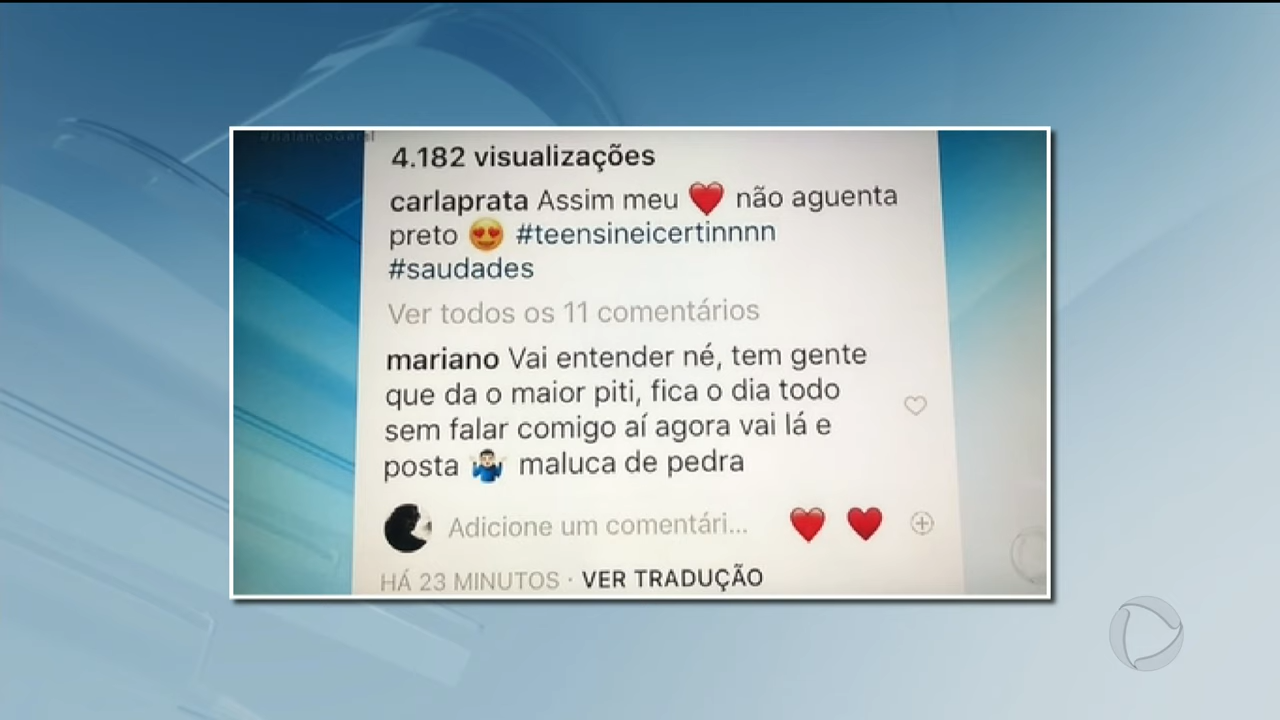 #BalançoGeral
4.182 visualizações
carlaprata Assim meu ❤️ não aguenta
preto 😍 #teensineicertinnnn
#saudades
Ver todos os 11 comentários
mariano Vai entender né, tem gente
que da o maior piti, fica o dia todo
sem falar comigo aí agora vai lá e
posta 🤷🏻‍♂️ maluca de pedra
Adicione um comentári...
HÁ 23 MINUTOS · VER TRADUÇÃO